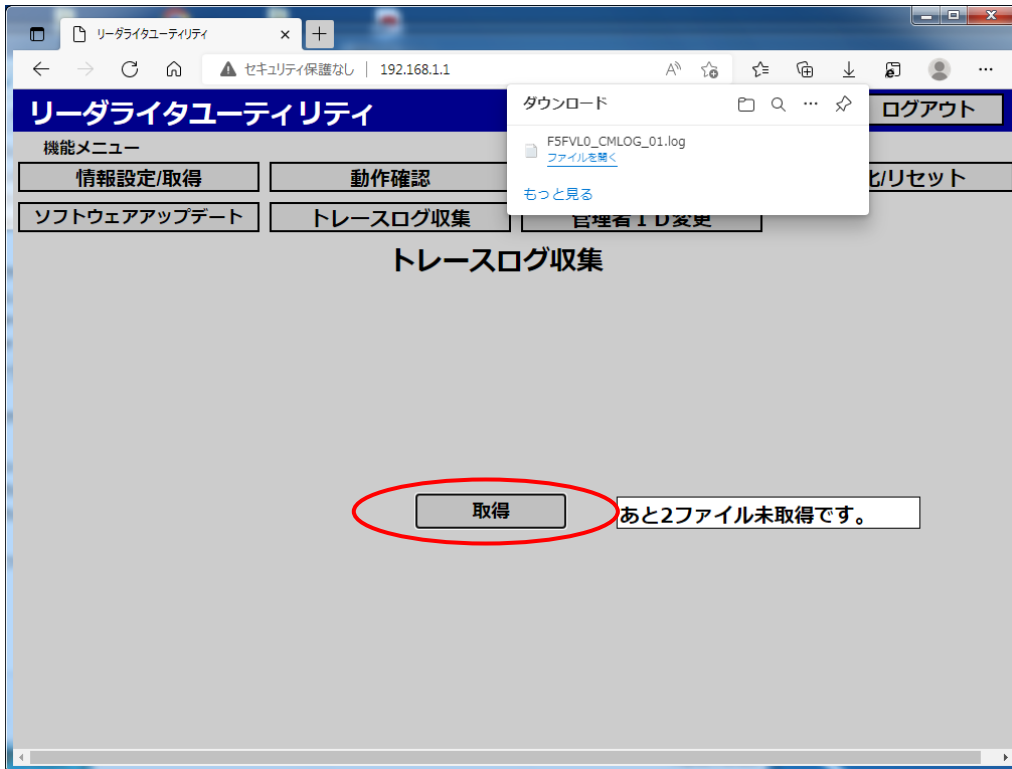 リーダライタユーティリティ
セキュリティ保護なし | 192.168.1.1
リーダライタユーティリティ
ログアウト
ダウンロード
F5FVL0_CMLOG_01.log
ファイルを開く
もっと見る
機能メニュー
情報設定/取得
動作確認
/リセット
ソフトウェアアップデート
トレースログ収集
管理者ＩＤ変更
トレースログ収集
取得
あと2ファイル未取得です。